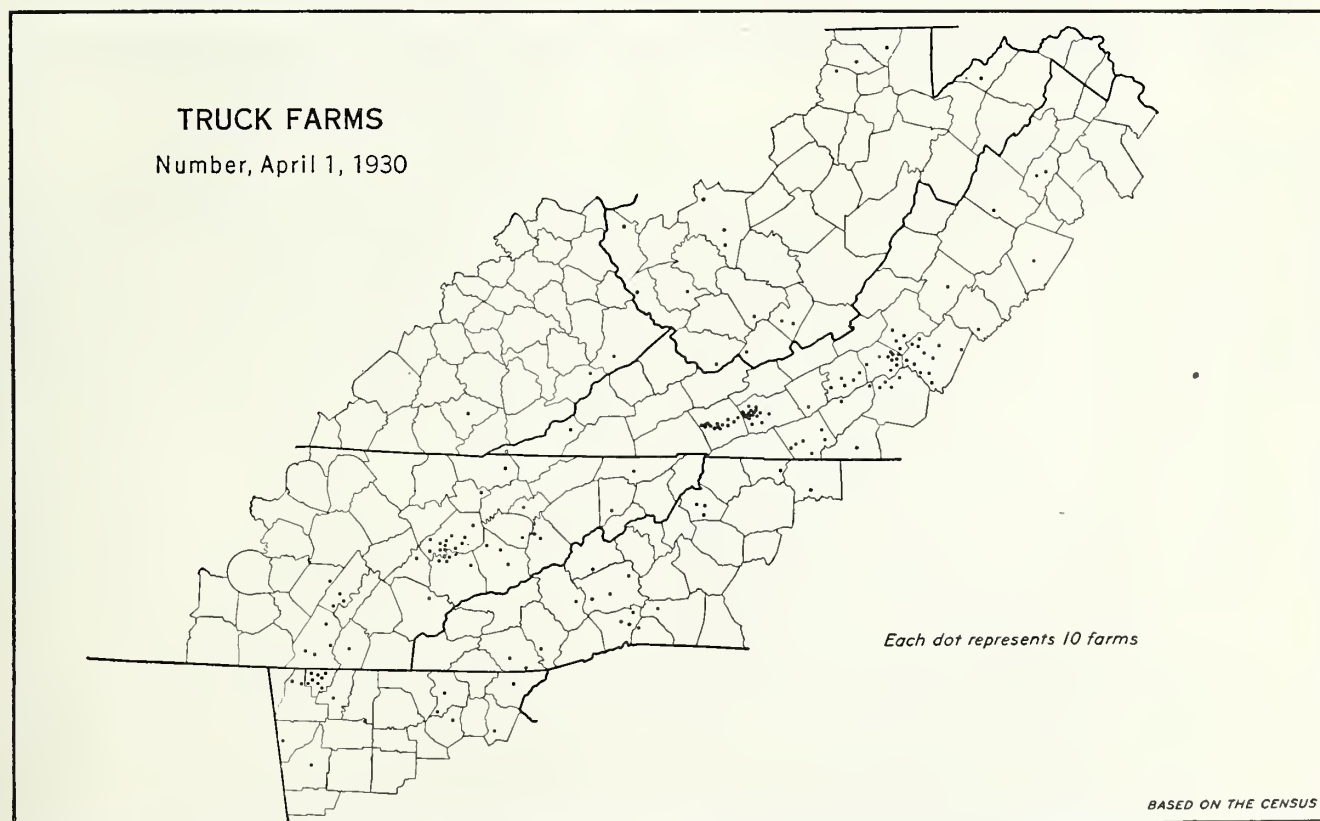 TRUCK FARMS
Number, April 1, 1930
Each dot represents 10 farms
BASED ON THE CENSUS